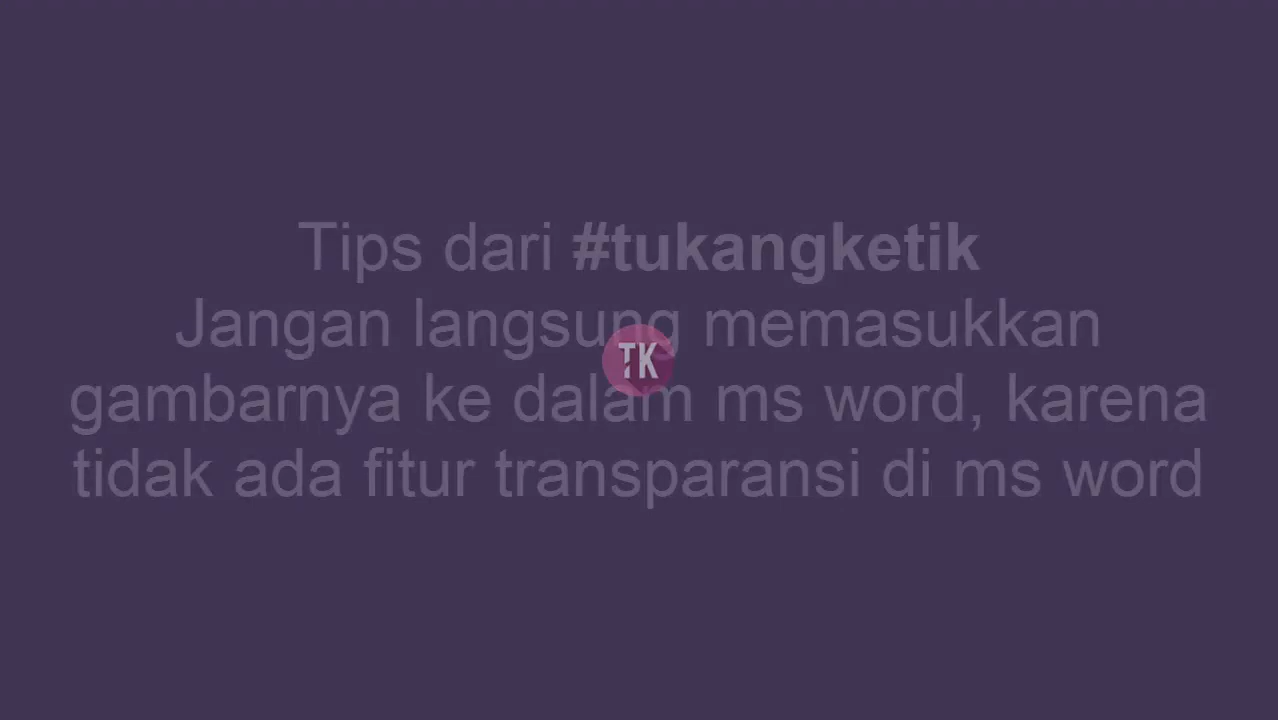 Tips dari #tukangketik
Jangan langsung memasukkan
TK
gambarnya ke dalam ms word, karena
tidak ada fitur transparansi di ms word